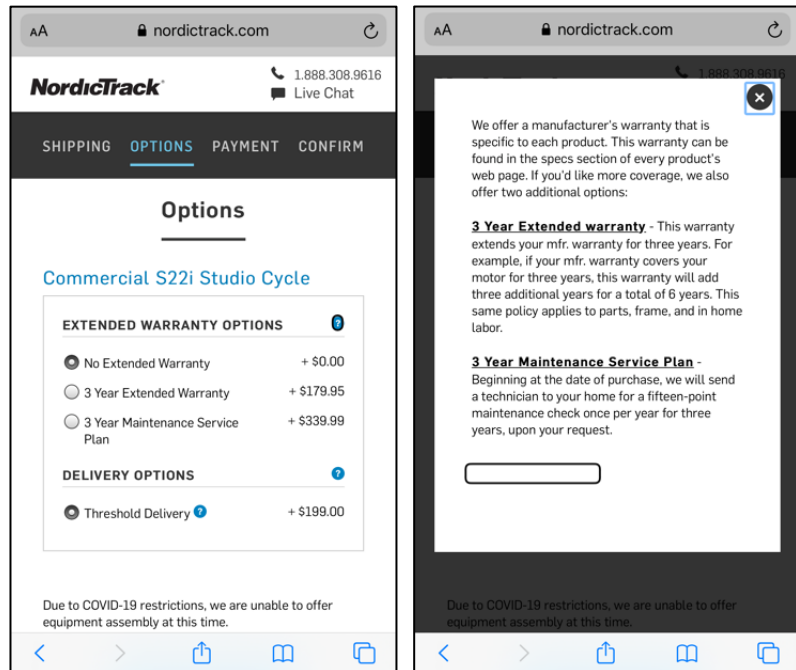 AA nordictrack.com
NordicTrack
1.888.308.9616
Live Chat
SHIPPING OPTIONS PAYMENT CONFIRM
Options
Commercial S22i Studio Cycle
EXTENDED WARRANTY OPTIONS ?
No Extended Warranty + $0.00
3 Year Extended Warranty + $179.95
3 Year Maintenance Service + $339.99
Plan
DELIVERY OPTIONS ?
Threshold Delivery ? + $199.00
Due to COVID-19 restrictions, we are unable to offer
equipment assembly at this time.
AA nordictrack.com
1.888.308.9616
We offer a manufacturer's warranty that is
specific to each product. This warranty can be
found in the specs section of every product's
web page. If you'd like more coverage, we also
offer two additional options:
3 Year Extended warranty - This warranty
extends your mfr. warranty for three years. For
example, if your mfr. warranty covers your
motor for three years, this warranty will add
three additional years for a total of 6 years. This
same policy applies to parts, frame, and in home
labor.
3 Year Maintenance Service Plan -
Beginning at the date of purchase, we will send
a technician to your home for a fifteen-point
maintenance check once per year for three
years, upon your request.
Due to COVID-19 restrictions, we are unable to offer
equipment assembly at this time.